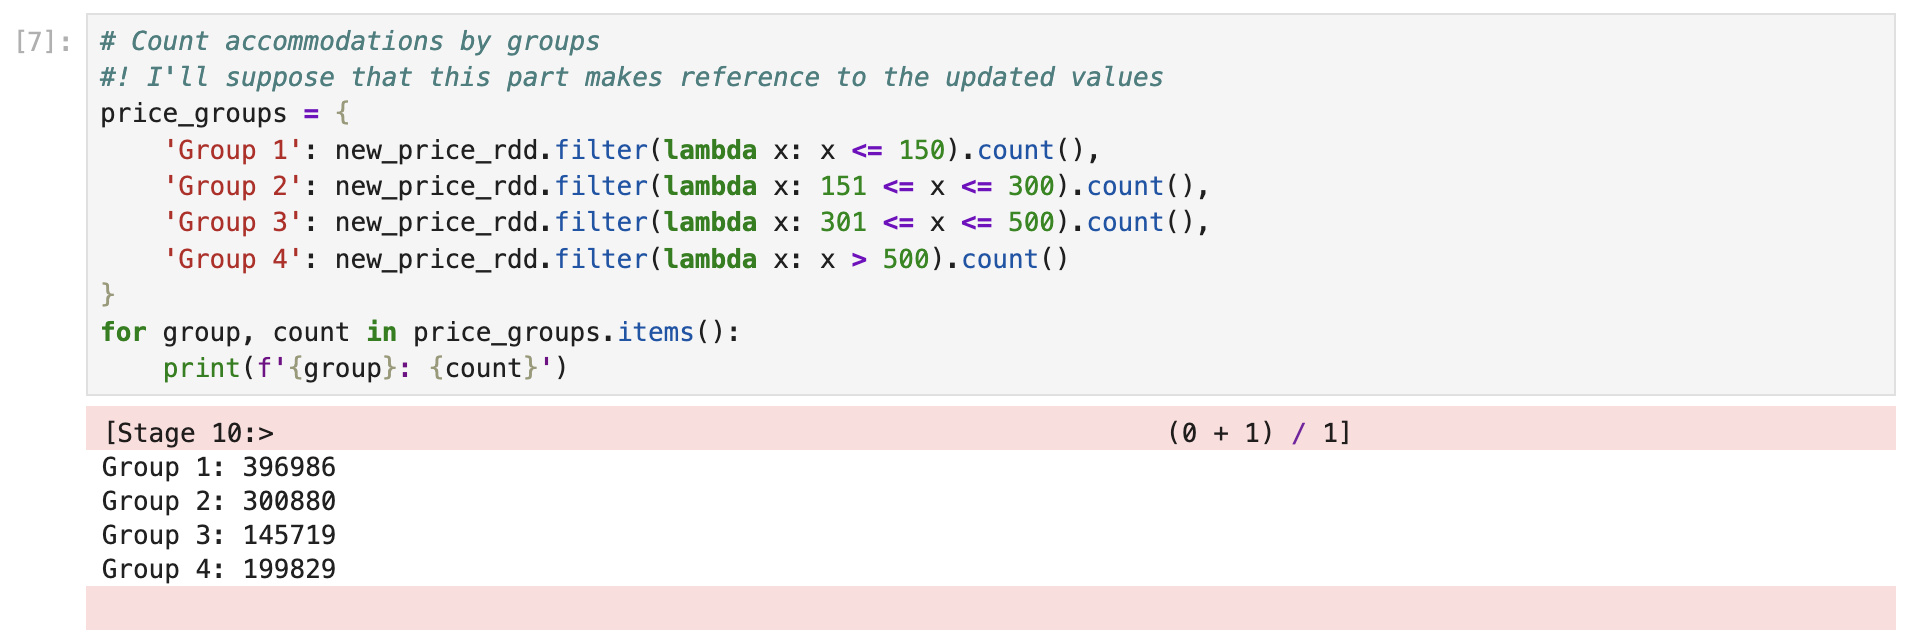 [7]:
# Count accommodations by groups
#! I'll suppose that this part makes reference to the updated values
price_groups = {
    'Group 1': new_price_rdd.filter(lambda x: x <= 150).count(),
    'Group 2': new_price_rdd.filter(lambda x: 151 <= x <= 300).count(),
    'Group 3': new_price_rdd.filter(lambda x: 301 <= x <= 500).count(),
    'Group 4': new_price_rdd.filter(lambda x: x > 500).count()
}
for group, count in price_groups.items():
    print(f'{group}: {count}')
[Stage 10:>                                                         (0 + 1) / 1]
Group 1: 396986
Group 2: 300880
Group 3: 145719
Group 4: 199829